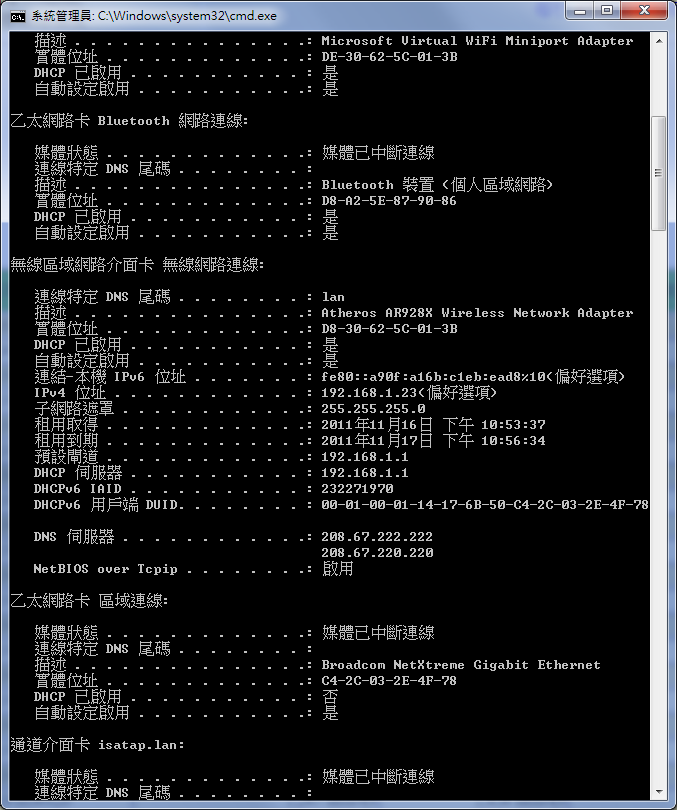 系統管理員: C:\Windows\system32\cmd.exe
描述 . . . . . . . . . . . . . . .: Microsoft Virtual WiFi Miniport Adapter
實體位址 . . . . . . . . . . . . .: DE-30-62-5C-01-3B
DHCP 已啟用 . . . . . . . . . . . : 是
自動設定啟用 . . . . . . . . . . .: 是
乙太網路卡 Bluetooth 網路連線:
媒體狀態 . . . . . . . . . . . . .: 媒體已中斷連線
連線特定 DNS 尾碼 . . . . . . . . :
描述 . . . . . . . . . . . . . . .: Bluetooth 裝置 (個人區域網路)
實體位址 . . . . . . . . . . . . .: D8-A2-5E-87-90-86
DHCP 已啟用 . . . . . . . . . . . : 是
自動設定啟用 . . . . . . . . . . .: 是
無線區域網路介面卡 無線網路連線:
連線特定 DNS 尾碼 . . . . . . . . : lan
描述 . . . . . . . . . . . . . . .: Atheros AR928X Wireless Network Adapter
實體位址 . . . . . . . . . . . . .: D8-30-62-5C-01-3B
DHCP 已啟用 . . . . . . . . . . . : 是
自動設定啟用 . . . . . . . . . . .: 是
連結-本機 IPv6 位址 . . . . . . . : fe80::a90f:a16b:c1eb:ead8%10(偏好選項)
IPv4 位址 . . . . . . . . . . . . : 192.168.1.23(偏好選項)
子網路遮罩 . . . . . . . . . . . .: 255.255.255.0
租用取得 . . . . . . . . . . . . .: 2011年11月16日 下午 10:53:37
租用到期 . . . . . . . . . . . . .: 2011年11月17日 下午 10:56:34
預設閘道 . . . . . . . . . . . . .: 192.168.1.1
DHCP 伺服器 . . . . . . . . . . . : 192.168.1.1
DHCPv6 IAID . . . . . . . . . . . : 232271970
DHCPv6 用戶端 DUID. . . . . . . . : 00-01-00-01-14-17-6B-50-C4-2C-03-2E-4F-78
DNS 伺服器 . . . . . . . . . . . .: 208.67.222.222
208.67.220.220
NetBIOS over Tcpip . . . . . . . .: 啟用
乙太網路卡 區域連線:
媒體狀態 . . . . . . . . . . . . .: 媒體已中斷連線
連線特定 DNS 尾碼 . . . . . . . . :
描述 . . . . . . . . . . . . . . .: Broadcom NetXtreme Gigabit Ethernet
實體位址 . . . . . . . . . . . . .: C4-2C-03-2E-4F-78
DHCP 已啟用 . . . . . . . . . . . : 否
自動設定啟用 . . . . . . . . . . .: 是
通道介面卡 isatap.lan:
媒體狀態 . . . . . . . . . . . . .: 媒體已中斷連線
連線特定 DNS 尾碼 . . . . . . . . :